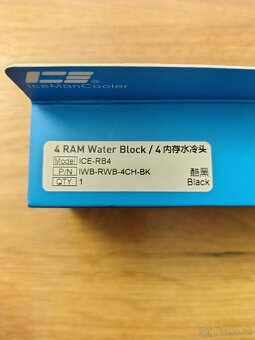 ICE
IceManCooler
4 RAM Water Block / 4 内存水冷头
Model ICE-RB4
P/N IWB-RWB-4CH-BK 酷黑
QTY 1 Black